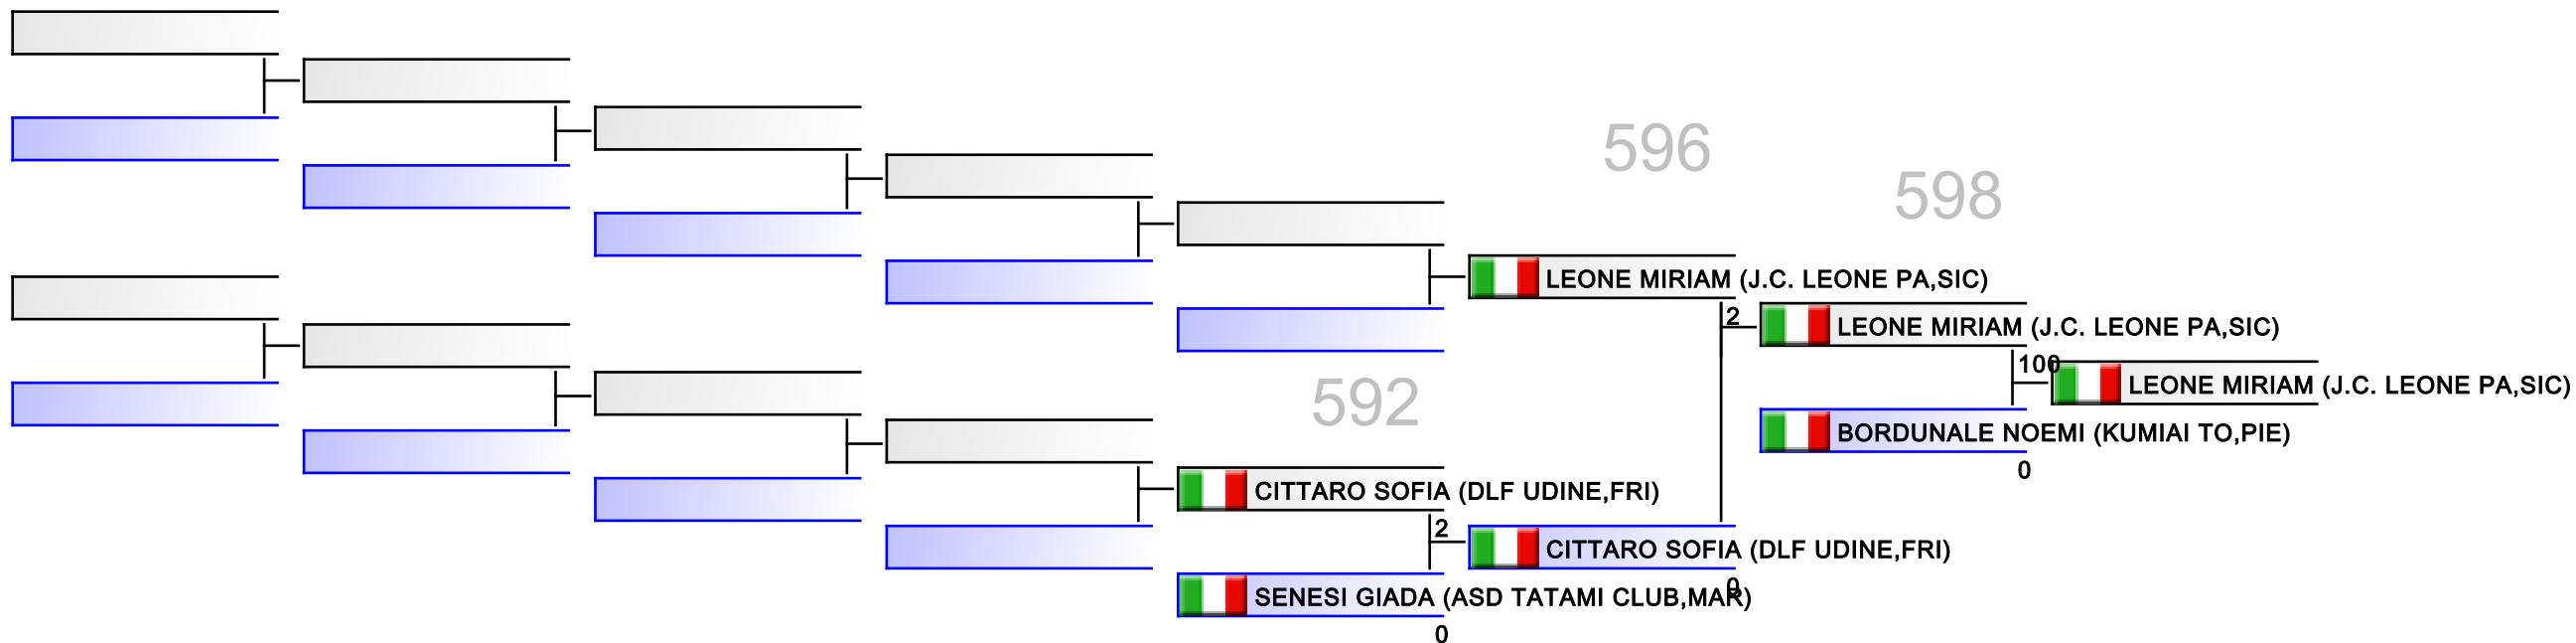 596
598
LEONE MIRIAM (J.C. LEONE PA,SIC)
2
LEONE MIRIAM (J.C. LEONE PA,SIC)
100
LEONE MIRIAM (J.C. LEONE PA,SIC)
592
BORDUNALE NOEMI (KUMIAI TO,PIE)
0
CITTARO SOFIA (DLF UDINE,FRI)
2
CITTARO SOFIA (DLF UDINE,FRI)
0
SENESI GIADA (ASD TATAMI CLUB,MAR)
0